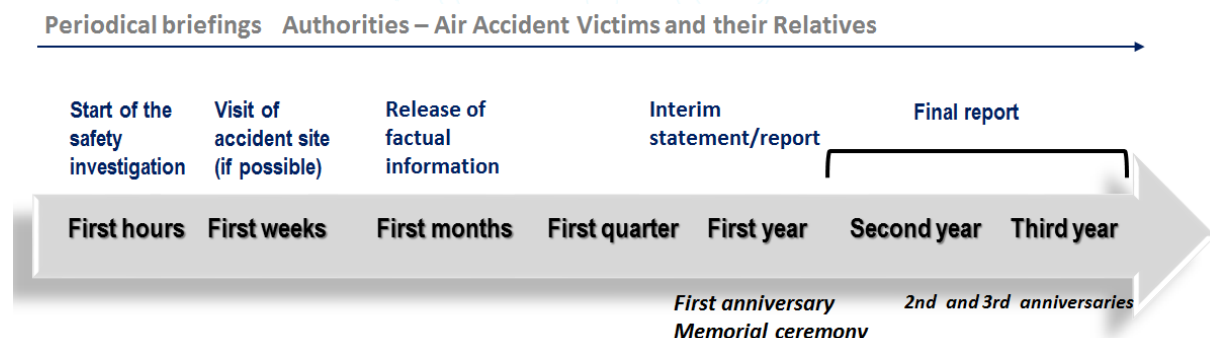 Periodical briefings Authorities – Air Accident Victims and their Relatives
Start of the
safety
investigation
Visit of
accident site
(if possible)
Release of
factual
information
Interim
statement/report
Final report
First hours
First weeks
First months
First quarter
First year
Second year
Third year
First anniversary
Memorial ceremony
2nd and 3rd anniversaries